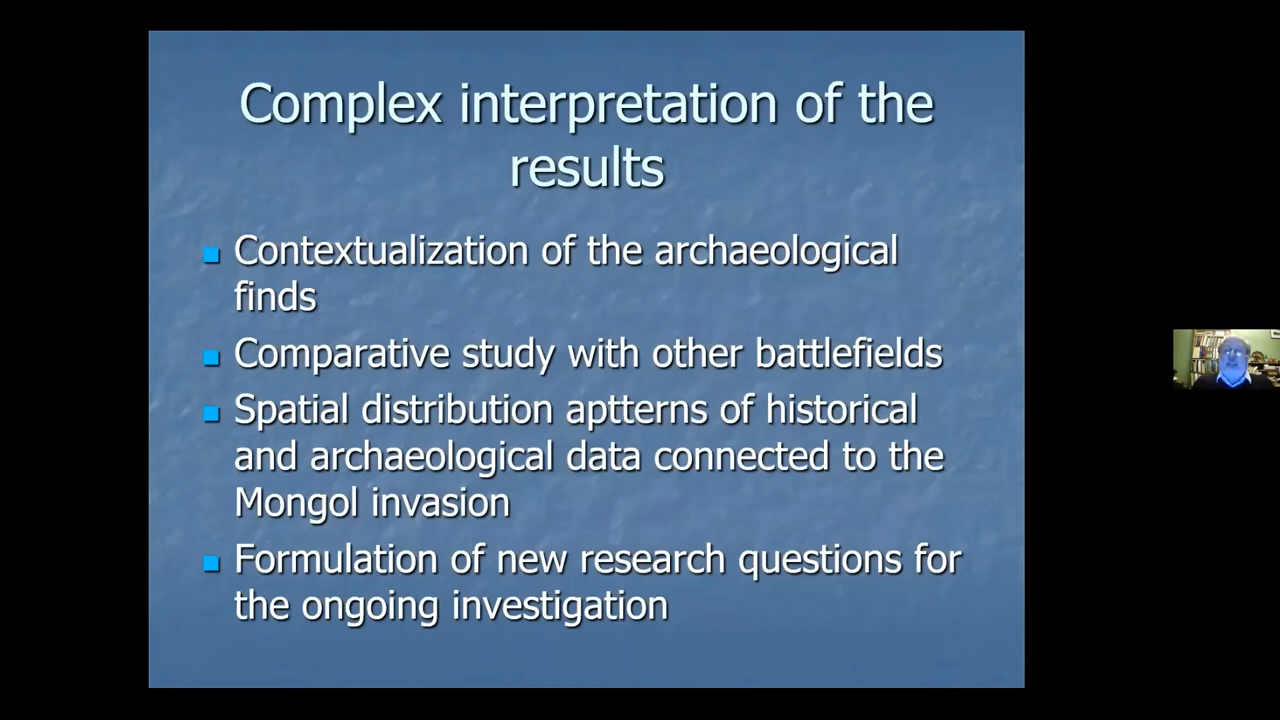 Complex interpretation of the
results
Contextualization of the archaeological
finds
Comparative study with other battlefields
Spatial distribution aptterns of historical
and archaeological data connected to the
Mongol invasion
Formulation of new research questions for
the ongoing investigation